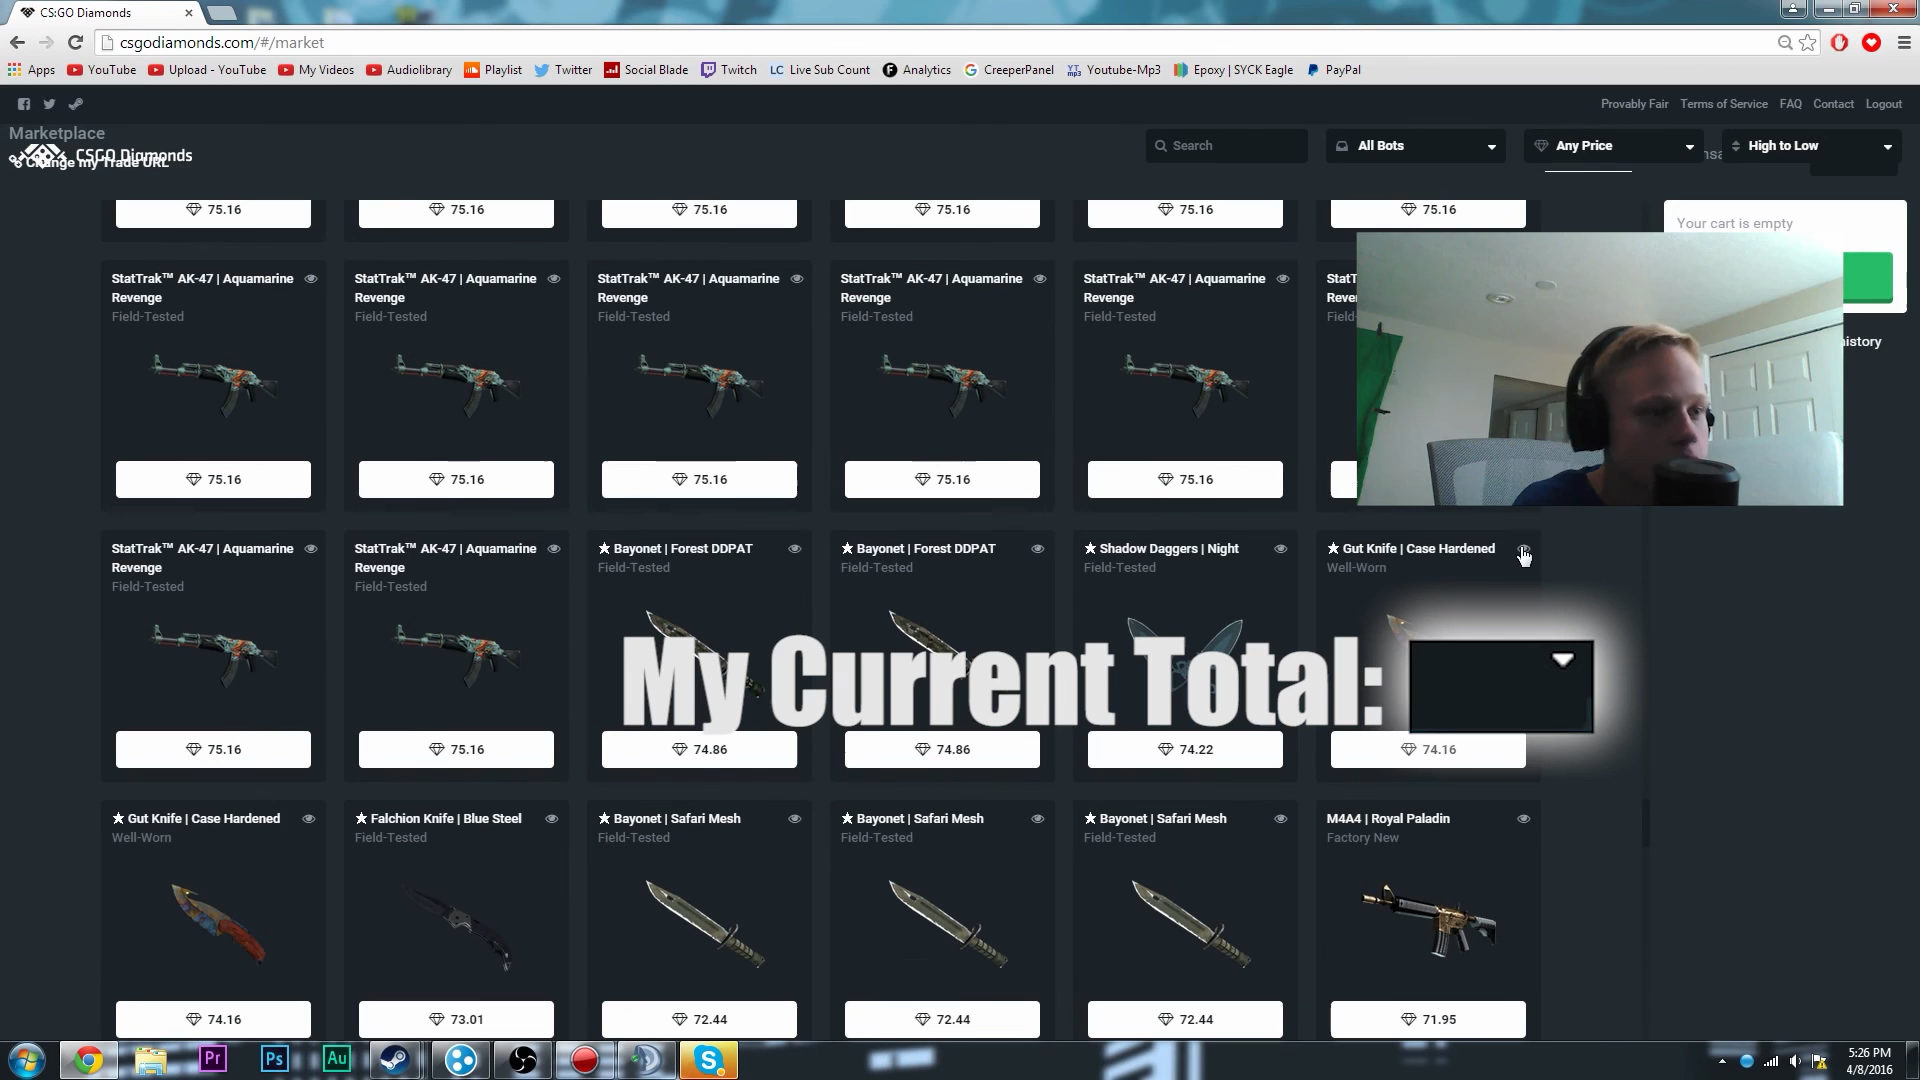 CS:GO Diamonds
csgodiamonds.com/#/market
Apps YouTube Upload - YouTube My Videos Audiolibrary Playlist Twitter Social Blade Twitch LC Live Sub Count Analytics CreeperPanel Youtube-Mp3 Epoxy | SYCK Eagle PayPal
Provably Fair Terms of Service FAQ Contact Logout
Marketplace
CSGO Diamonds
Change my Trade URL
Search All Bots Any Price High to Low
75.16 75.16 75.16 75.16 75.16 75.16
Your cart is empty
history
StatTrak™ AK-47 | Aquamarine StatTrak™ AK-47 | Aquamarine StatTrak™ AK-47 | Aquamarine StatTrak™ AK-47 | Aquamarine StatTrak™ AK-47 | Aquamarine
Revenge Revenge Revenge Revenge Revenge
Field-Tested Field-Tested Field-Tested Field-Tested Field-Tested
75.16 75.16 75.16 75.16 75.16
StatTrak™ AK-47 | Aquamarine StatTrak™ AK-47 | Aquamarine ★ Bayonet | Forest DDPAT ★ Bayonet | Forest DDPAT ★ Shadow Daggers | Night ★ Gut Knife | Case Hardened
Revenge Revenge Field-Tested Field-Tested Field-Tested Well-Worn
Field-Tested Field-Tested
My Current Total:
75.16 75.16 74.86 74.86 74.22 74.16
★ Gut Knife | Case Hardened ★ Falchion Knife | Blue Steel ★ Bayonet | Safari Mesh ★ Bayonet | Safari Mesh ★ Bayonet | Safari Mesh M4A4 | Royal Paladin
Well-Worn Field-Tested Field-Tested Field-Tested Field-Tested Factory New
74.16 73.01 72.44 72.44 72.44 71.95
Pr Ps Au
5:26 PM
4/8/2016